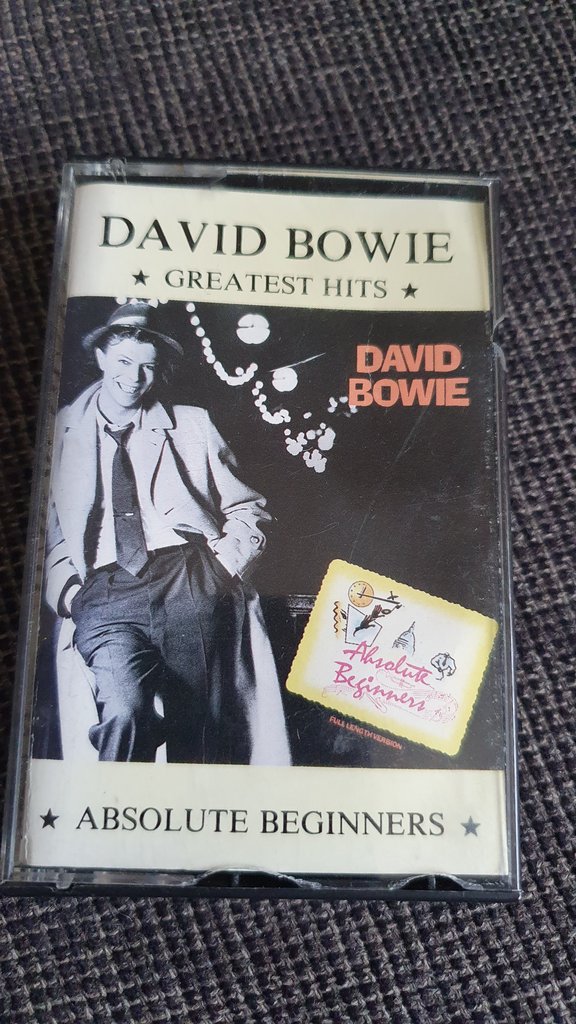 DAVID BOWIE
★ GREATEST HITS ★
DAVID
BOWIE
Absolute
Beginners
FULL LENGTH VERSION
★ ABSOLUTE BEGINNERS ★